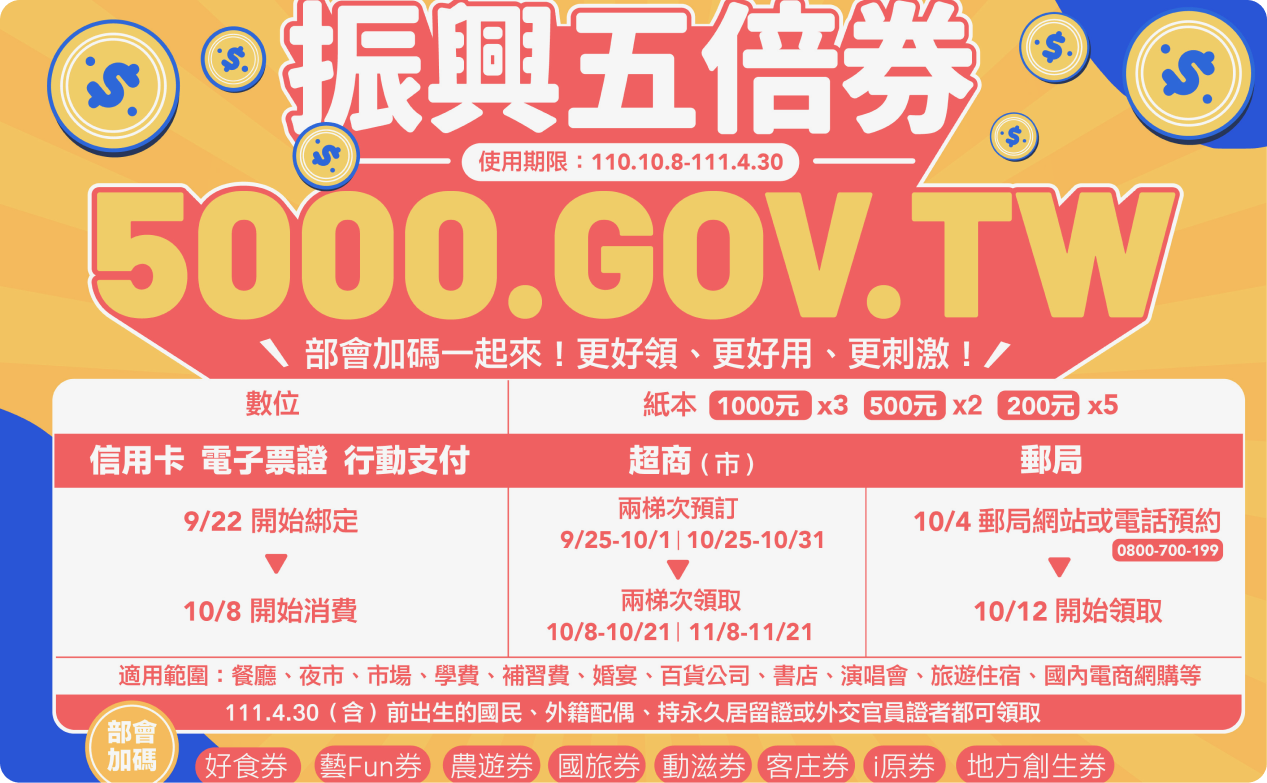 振興五倍券
使用期限：110.10.8-111.4.30
5000.GOV.TW
部會加碼一起來！更好領、更好用、更刺激！
數位
紙本 1000元 x3 500元 x2 200元 x5
信用卡 電子票證 行動支付
超商（市）
郵局
9/22 開始綁定
10/8 開始消費
兩梯次預訂
9/25-10/1 | 10/25-10/31
兩梯次領取
10/8-10/21 | 11/8-11/21
10/4 郵局網站或電話預約
0800-700-199
10/12 開始領取
適用範圍：餐廳、夜市、市場、學費、補習費、婚宴、百貨公司、書店、演唱會、旅遊住宿、國內電商網購等
111.4.30（含）前出生的國民、外籍配偶、持永久居留證或外交官員證者都可領取
部會
加碼
好食券 藝Fun券 農遊券 國旅券 動滋券 客庄券 i原券 地方創生券